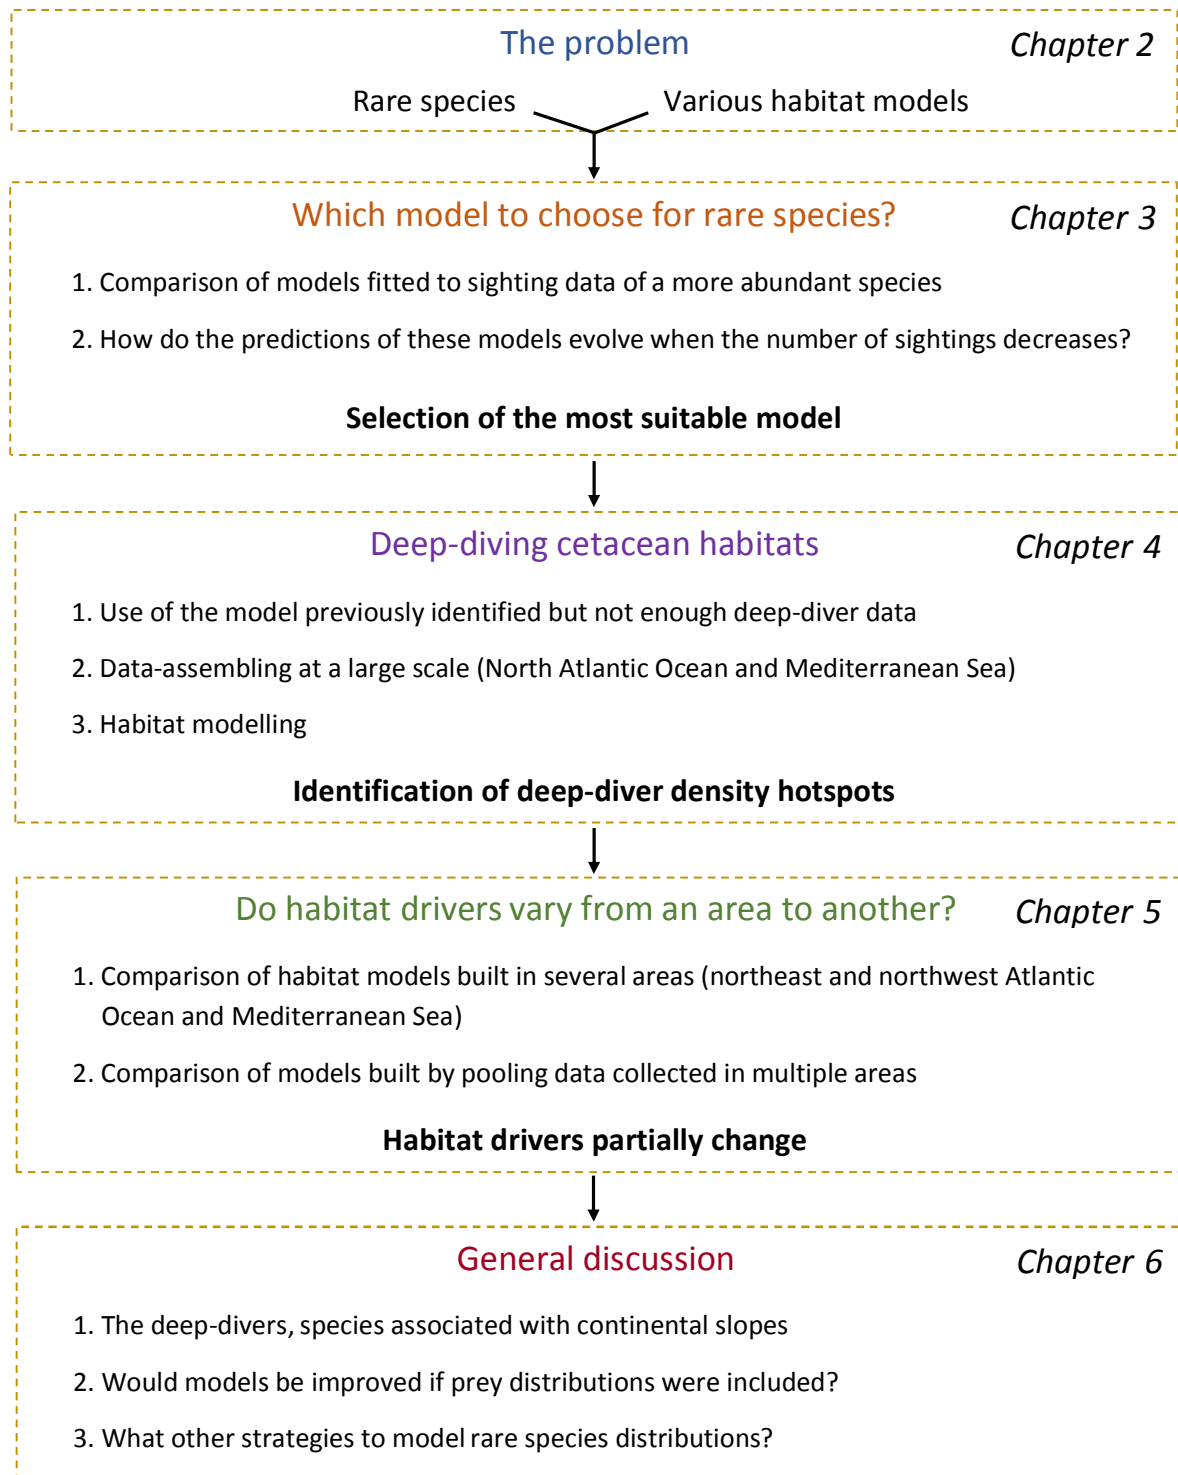 The problem
Chapter 2
Rare species
Various habitat models
Which model to choose for rare species?
Chapter 3
1. Comparison of models fitted to sighting data of a more abundant species
2. How do the predictions of these models evolve when the number of sightings decreases?
Selection of the most suitable model
Deep-diving cetacean habitats
Chapter 4
1. Use of the model previously identified but not enough deep-diver data
2. Data-assembling at a large scale (North Atlantic Ocean and Mediterranean Sea)
3. Habitat modelling
Identification of deep-diver density hotspots
Do habitat drivers vary from an area to another?
Chapter 5
1. Comparison of habitat models built in several areas (northeast and northwest Atlantic
Ocean and Mediterranean Sea)
2. Comparison of models built by pooling data collected in multiple areas
Habitat drivers partially change
General discussion
Chapter 6
1. The deep-divers, species associated with continental slopes
2. Would models be improved if prey distributions were included?
3. What other strategies to model rare species distributions?